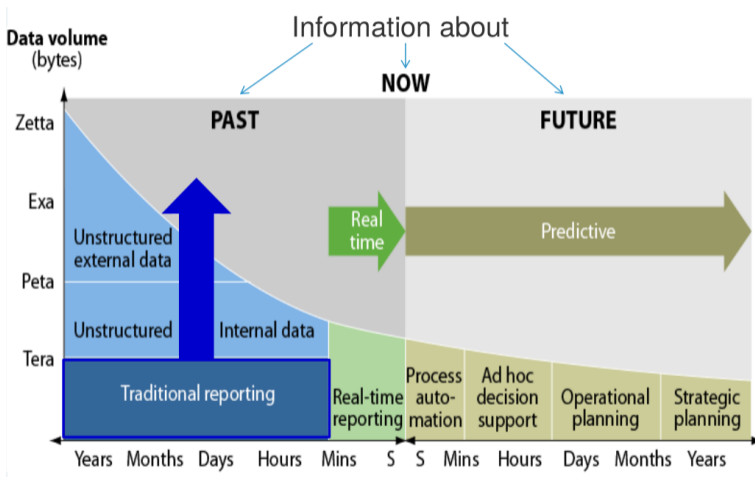 Information about
Data volume
(bytes)
NOW
PAST
FUTURE
Zetta
Exa
Peta
Tera
Unstructured
external data
Real
time
Predictive
Unstructured
Internal data
Traditional reporting
Real-time
reporting
Process
auto-
mation
Ad hoc
decision
support
Operational
planning
Strategic
planning
Years Months Days Hours Mins S S Mins Hours Days Months Years